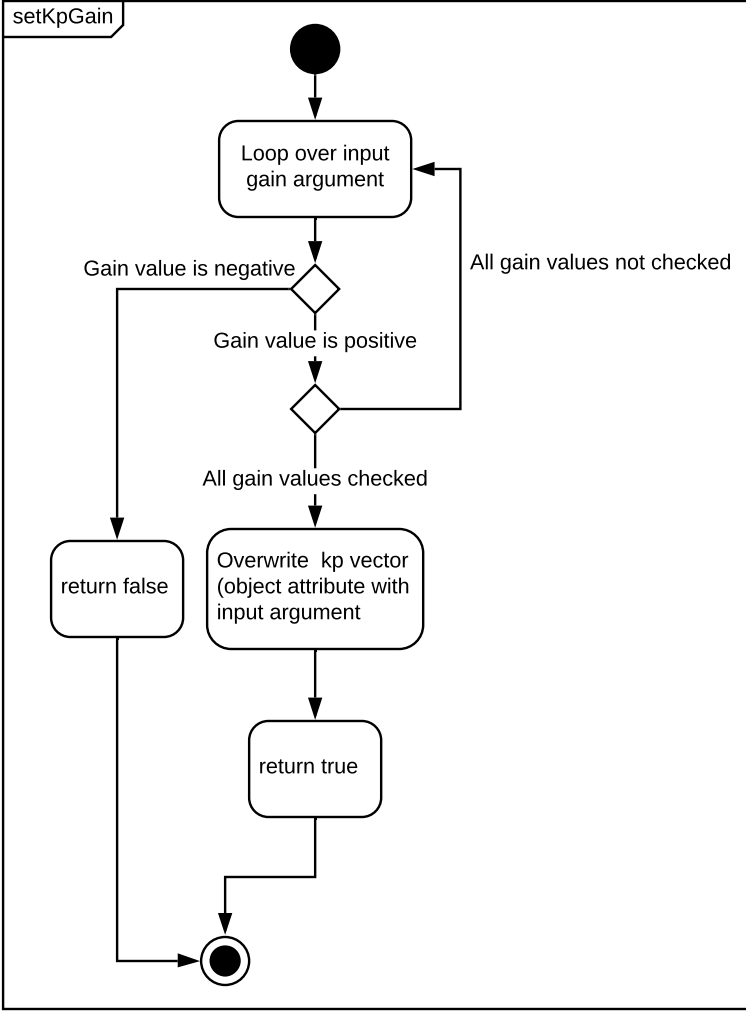 setKpGain
Loop over input
gain argument
Gain value is negative
All gain values not checked
Gain value is positive
All gain values checked
Overwrite  kp vector
(object attribute with
input argument
return false
return true